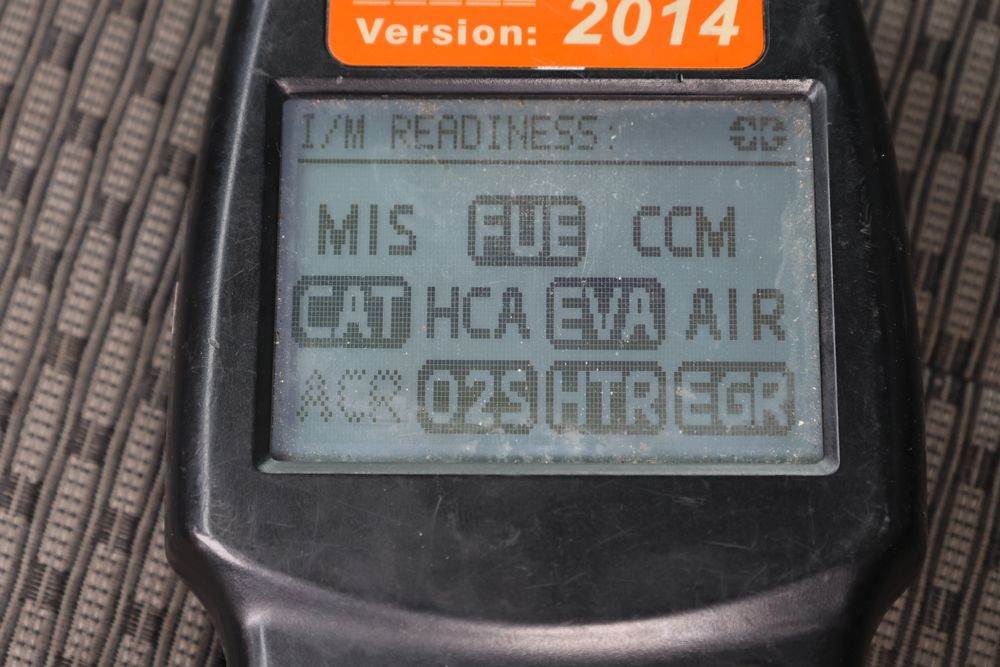 Version: 2014
I/M READINESS:
MIS FUE CCM
CAT HCA EVA AIR
ACR O2S HTR EGR